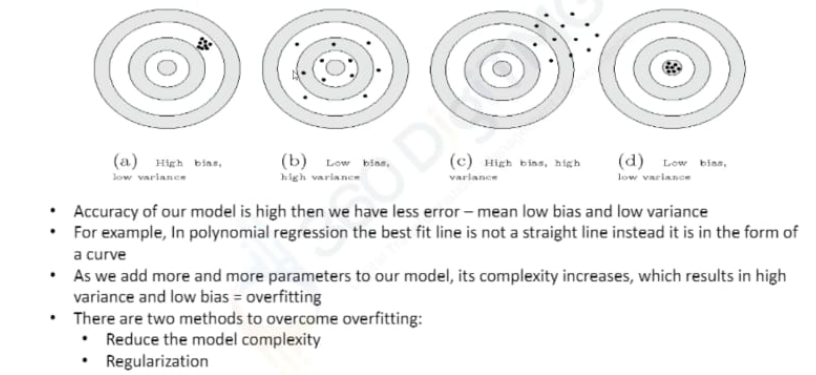 (a) High bias, low variance
(b) Low bias, high variance
(c) High bias, high variance
(d) Low bias, low variance
• Accuracy of our model is high then we have less error – mean low bias and low variance
• For example, In polynomial regression the best fit line is not a straight line instead it is in the form of
a curve
• As we add more and more parameters to our model, its complexity increases, which results in high
variance and low bias = overfitting
• There are two methods to overcome overfitting:
• Reduce the model complexity
• Regularization